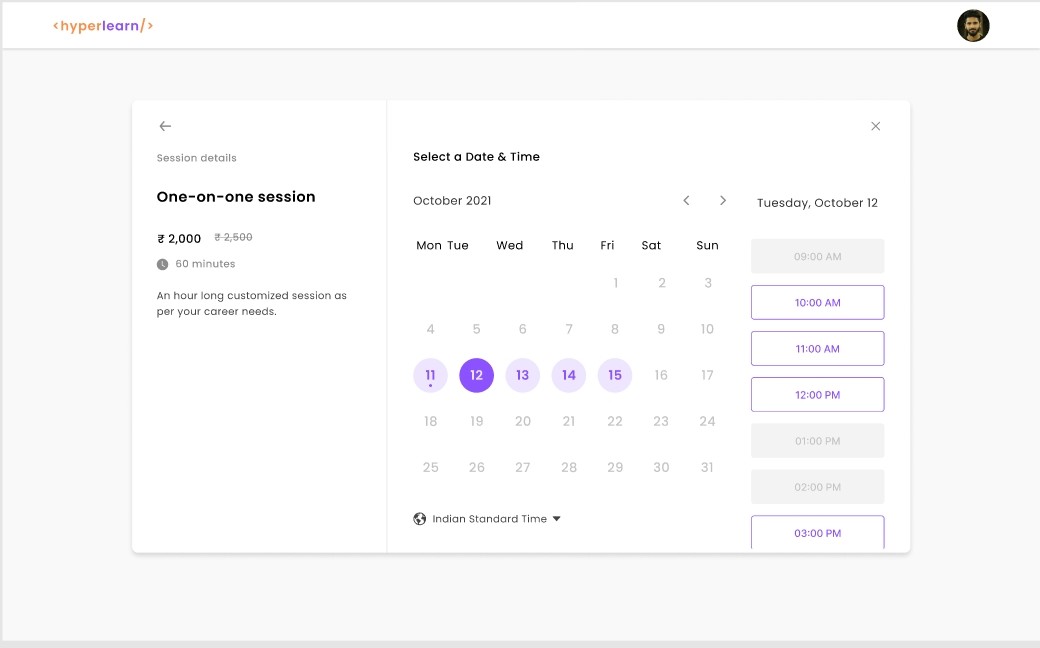 <hyperlearn/>
Session details
One-on-one session
₹ 2,000 ₹ 2,500
60 minutes
An hour long customized session as
per your career needs.
Select a Date & Time
October 2021
Mon Tue Wed Thu Fri Sat Sun
1 2 3
4 5 6 7 8 9 10
11 12 13 14 15 16 17
18 19 20 21 22 23 24
25 26 27 28 29 30 31
Indian Standard Time
Tuesday, October 12
09:00 AM
10:00 AM
11:00 AM
12:00 PM
01:00 PM
02:00 PM
03:00 PM